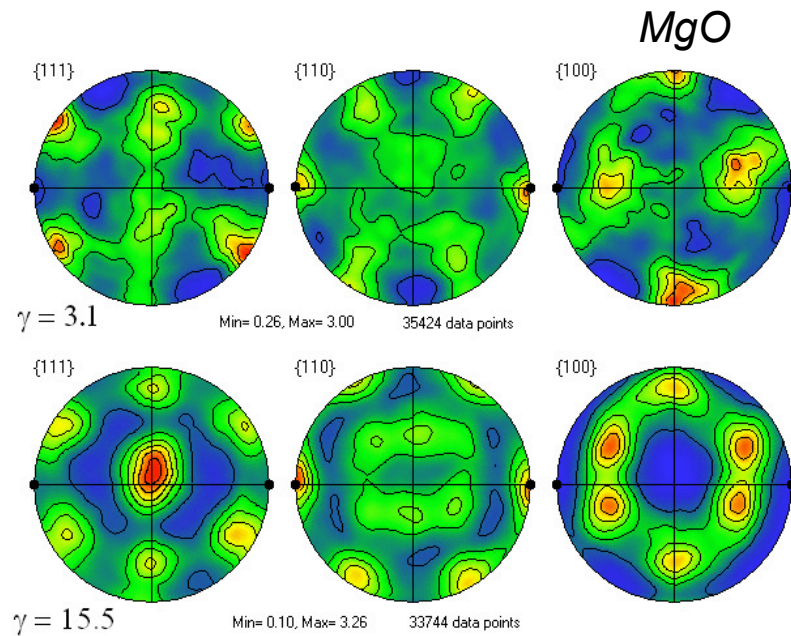 MgO
{111} {110} {100}
γ = 3.1 Min= 0.26, Max= 3.00 35424 data points
{111} {110} {100}
γ = 15.5 Min= 0.10, Max= 3.26 33744 data points